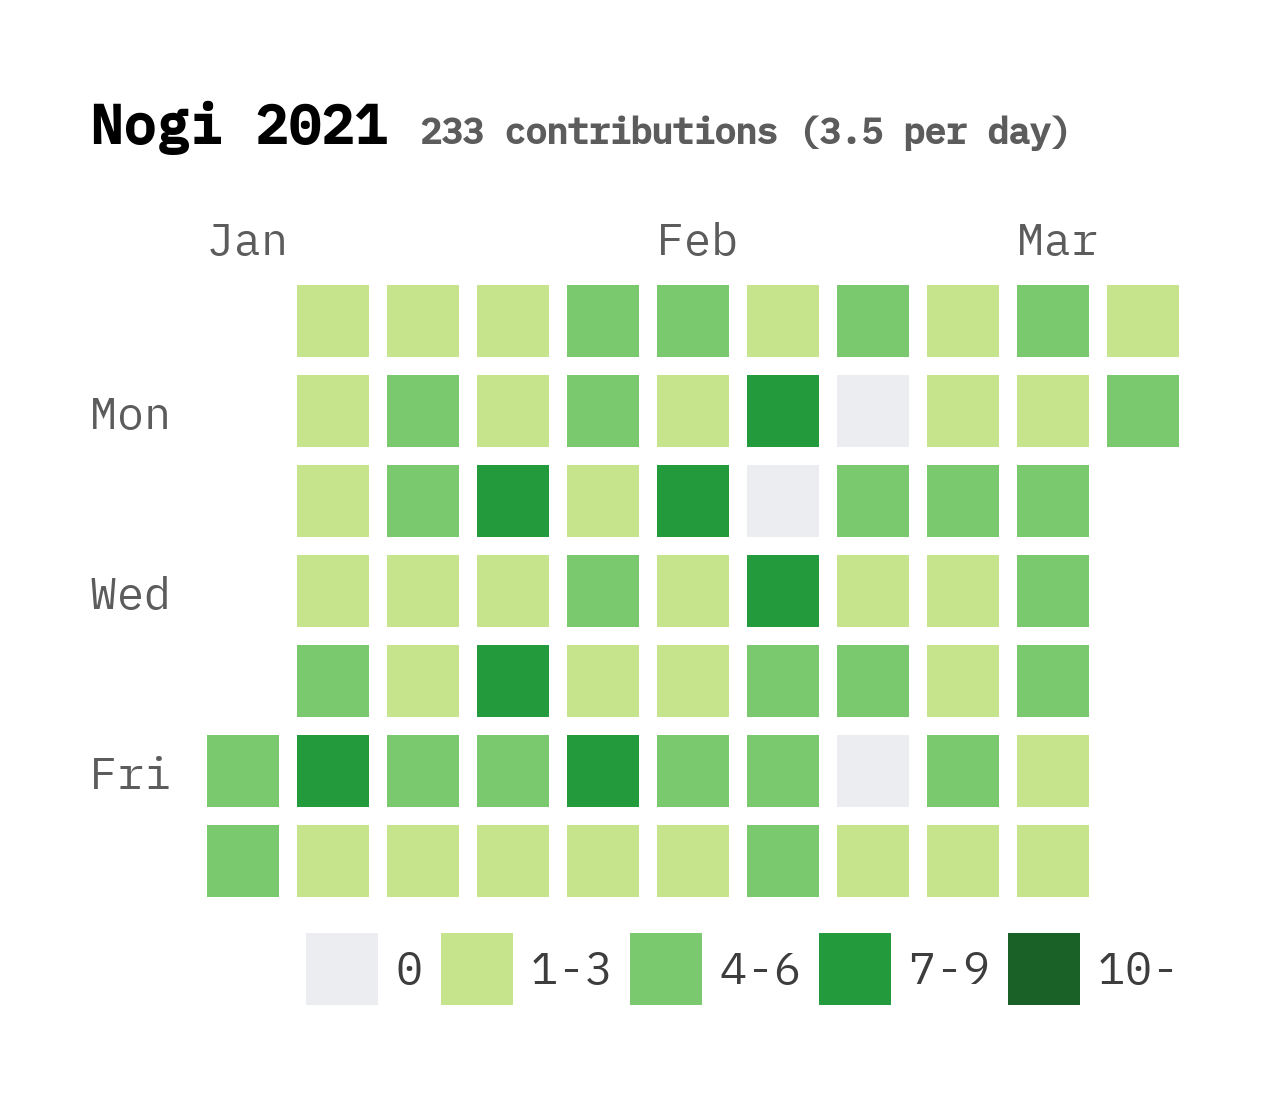 Nogi 2021 233 contributions (3.5 per day)
Jan Feb Mar
Mon
Wed
Fri
0 1-3 4-6 7-9 10-